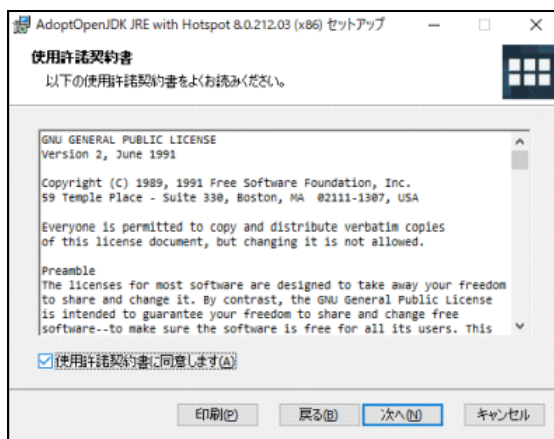 AdoptOpenJDK JRE with Hotspot 8.0.212.03 (x86) セットアップ
使用許諾契約書
以下の使用許諾契約書をよくお読みください。
GNU GENERAL PUBLIC LICENSE
Version 2, June 1991
Copyright (C) 1989, 1991 Free Software Foundation, Inc.
59 Temple Place - Suite 330, Boston, MA  02111-1307, USA
Everyone is permitted to copy and distribute verbatim copies
of this license document, but changing it is not allowed.
Preamble
The licenses for most software are designed to take away your freedom
to share and change it. By contrast, the GNU General Public License
is intended to guarantee your freedom to share and change free
software--to make sure the software is free for all its users. This
使用許諾契約書に同意します(A)
印刷(P) 戻る(B) 次へ(N) キャンセル